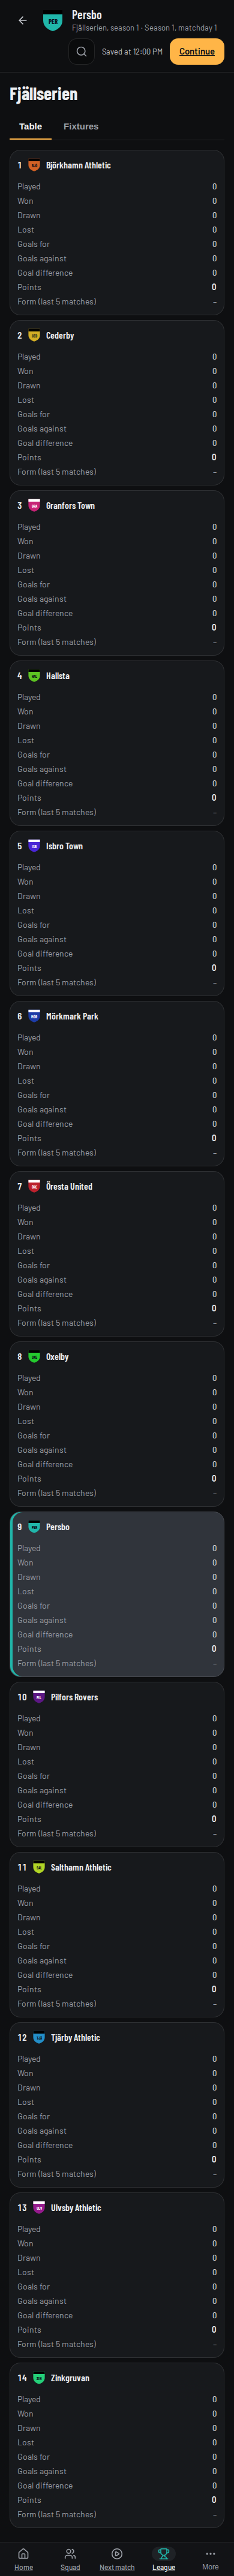 PER
Persbo
Fjällserien, season 1 · Season 1, matchday 1
Saved at 12:00 PM
Continue
Fjällserien
Table Fixtures
1 Björkhamn Athletic
Played 0
Won 0
Drawn 0
Lost 0
Goals for 0
Goals against 0
Goal difference 0
Points 0
Form (last 5 matches) –
2 Cederby
Played 0
Won 0
Drawn 0
Lost 0
Goals for 0
Goals against 0
Goal difference 0
Points 0
Form (last 5 matches) –
3 Granfors Town
Played 0
Won 0
Drawn 0
Lost 0
Goals for 0
Goals against 0
Goal difference 0
Points 0
Form (last 5 matches) –
4 Hallsta
Played 0
Won 0
Drawn 0
Lost 0
Goals for 0
Goals against 0
Goal difference 0
Points 0
Form (last 5 matches) –
5 Isbro Town
Played 0
Won 0
Drawn 0
Lost 0
Goals for 0
Goals against 0
Goal difference 0
Points 0
Form (last 5 matches) –
6 Mörkmark Park
Played 0
Won 0
Drawn 0
Lost 0
Goals for 0
Goals against 0
Goal difference 0
Points 0
Form (last 5 matches) –
7 Öresta United
Played 0
Won 0
Drawn 0
Lost 0
Goals for 0
Goals against 0
Goal difference 0
Points 0
Form (last 5 matches) –
8 Oxelby
Played 0
Won 0
Drawn 0
Lost 0
Goals for 0
Goals against 0
Goal difference 0
Points 0
Form (last 5 matches) –
9 Persbo
Played 0
Won 0
Drawn 0
Lost 0
Goals for 0
Goals against 0
Goal difference 0
Points 0
Form (last 5 matches) –
10 Pilfors Rovers
Played 0
Won 0
Drawn 0
Lost 0
Goals for 0
Goals against 0
Goal difference 0
Points 0
Form (last 5 matches) –
11 Salthamn Athletic
Played 0
Won 0
Drawn 0
Lost 0
Goals for 0
Goals against 0
Goal difference 0
Points 0
Form (last 5 matches) –
12 Tjärby Athletic
Played 0
Won 0
Drawn 0
Lost 0
Goals for 0
Goals against 0
Goal difference 0
Points 0
Form (last 5 matches) –
13 Ulvsby Athletic
Played 0
Won 0
Drawn 0
Lost 0
Goals for 0
Goals against 0
Goal difference 0
Points 0
Form (last 5 matches) –
14 Zinkgruvan
Played 0
Won 0
Drawn 0
Lost 0
Goals for 0
Goals against 0
Goal difference 0
Points 0
Form (last 5 matches) –
Home Squad Next match League More